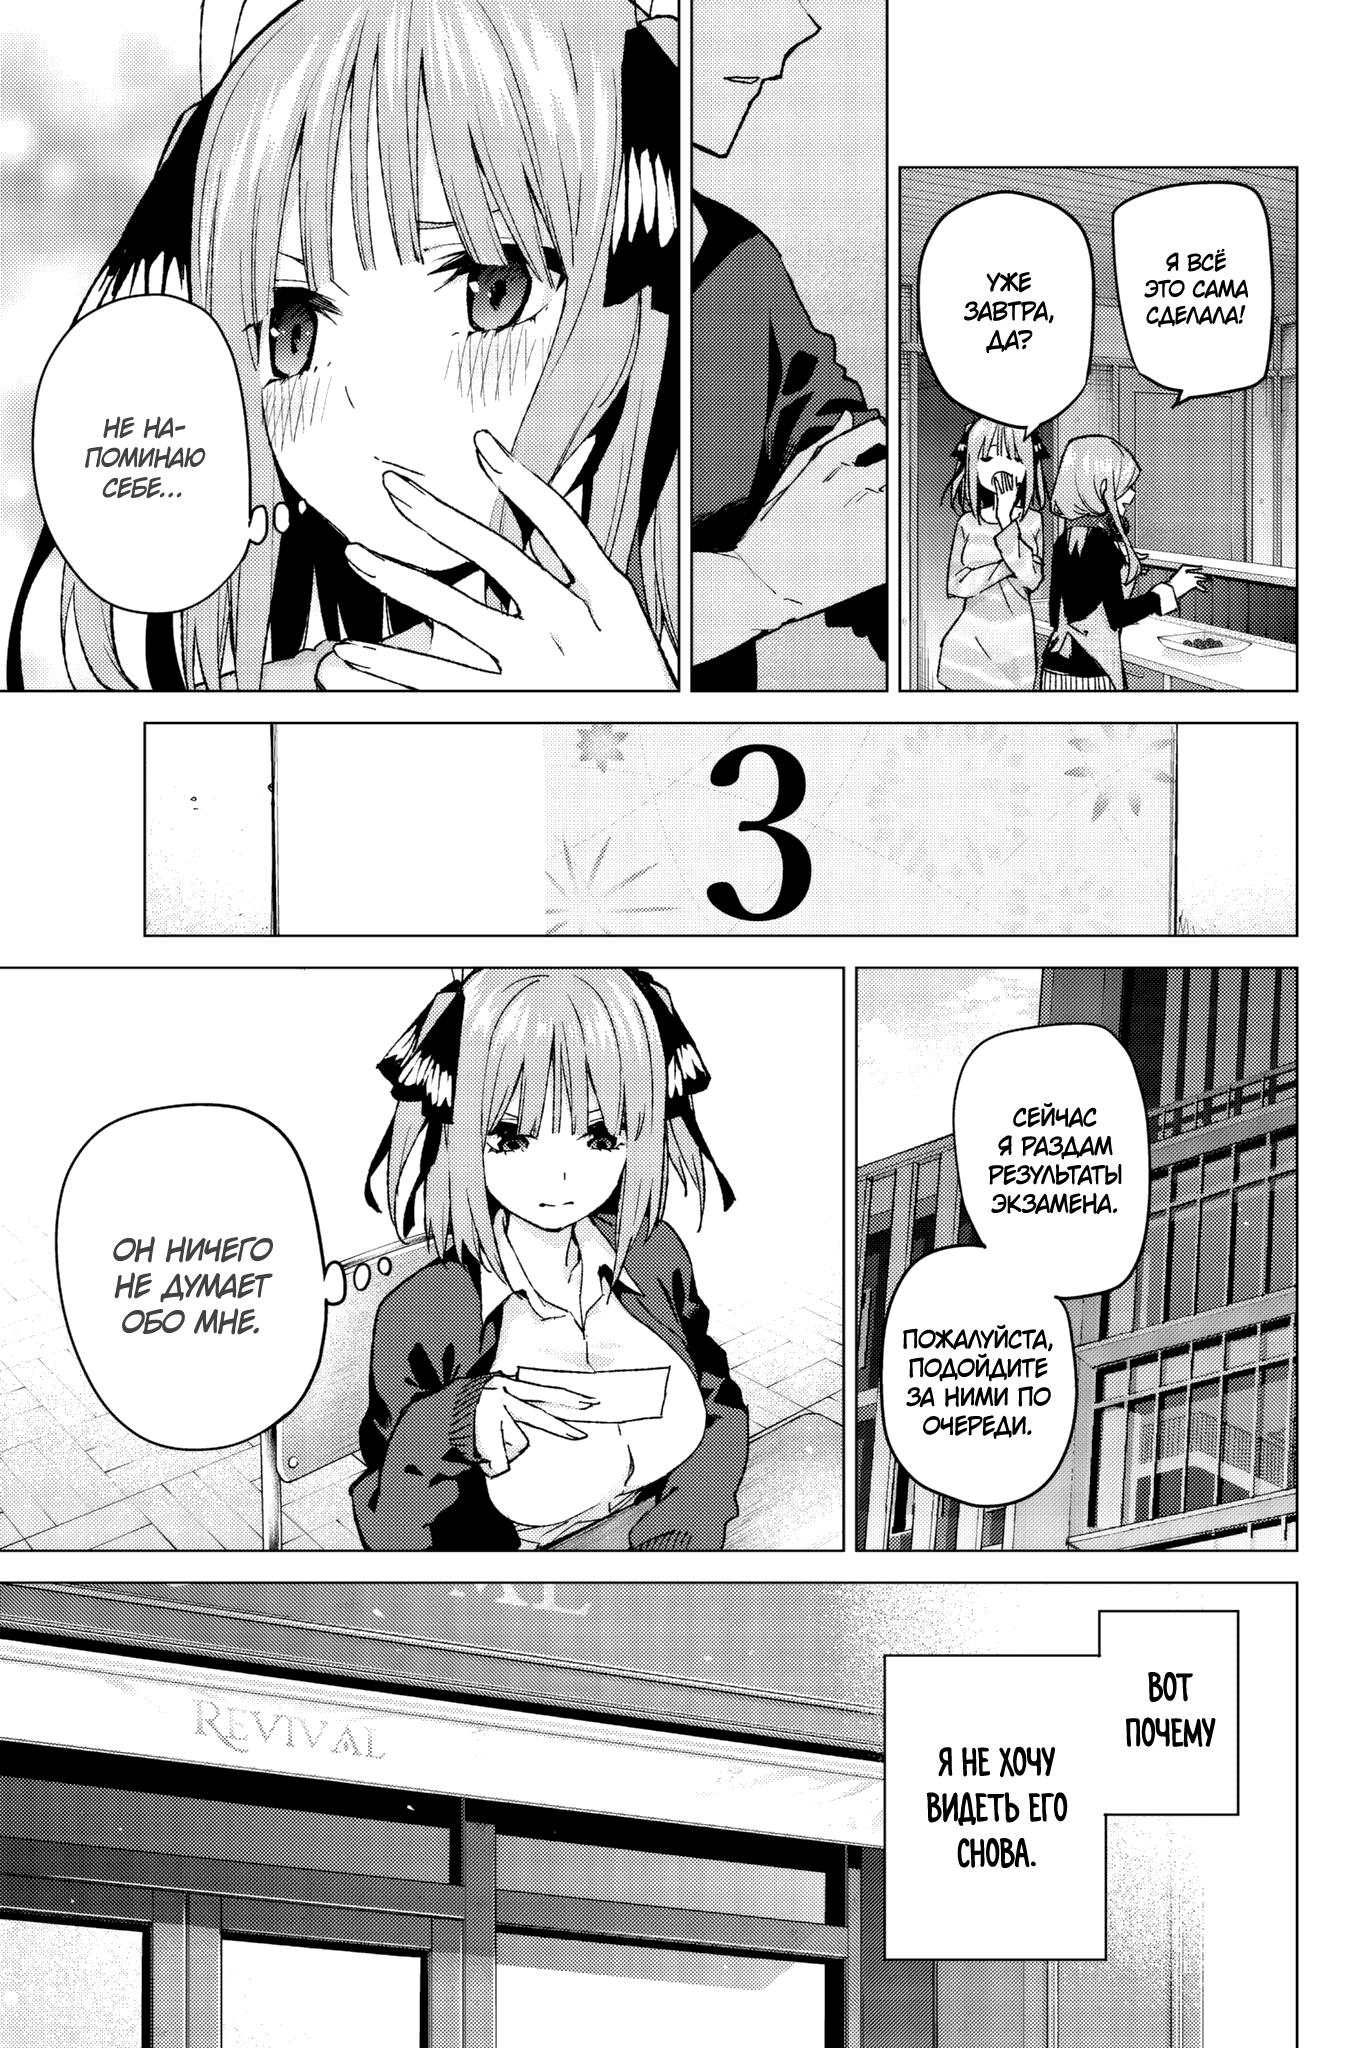 Я ВСЁ
ЭТО САМА
СДЕЛАЛА!
УЖЕ
ЗАВТРА,
ДА?
НЕ НА-
ПОМИНАЮ
СЕБЕ...
3
СЕЙЧАС
Я РАЗДАМ
РЕЗУЛЬТАТЫ
ЭКЗАМЕНА.
ПОЖАЛУЙСТА,
ПОДОЙДИТЕ
ЗА НИМИ ПО
ОЧЕРЕДИ.
ОН НИЧЕГО
НЕ ДУМАЕТ
ОБО МНЕ.
ВОТ
ПОЧЕМУ
Я НЕ ХОЧУ
ВИДЕТЬ ЕГО
СНОВА.
REVIVAL